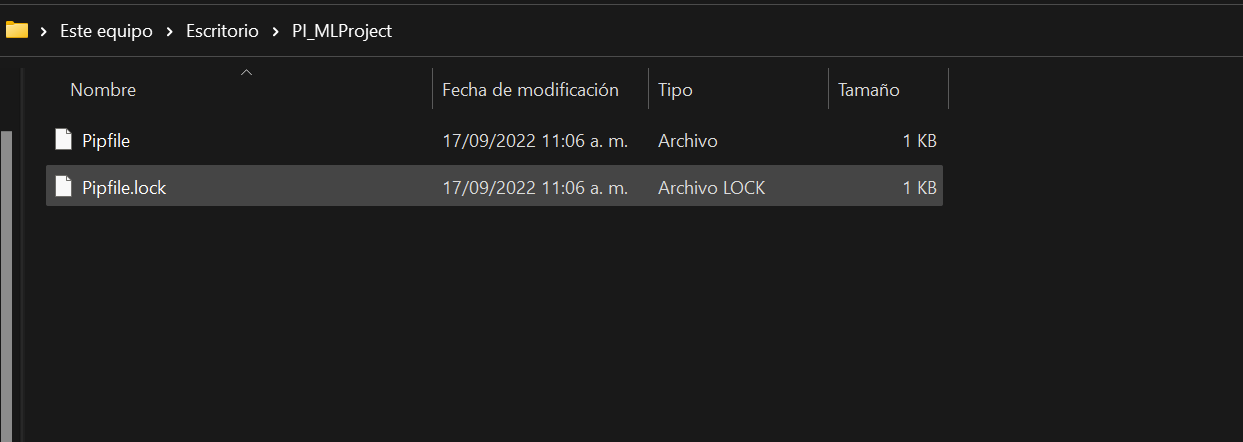 Este equipo > Escritorio > PI_MLProject
Nombre Fecha de modificación Tipo Tamaño
Pipfile 17/09/2022 11:06 a. m. Archivo 1 KB
Pipfile.lock 17/09/2022 11:06 a. m. Archivo LOCK 1 KB